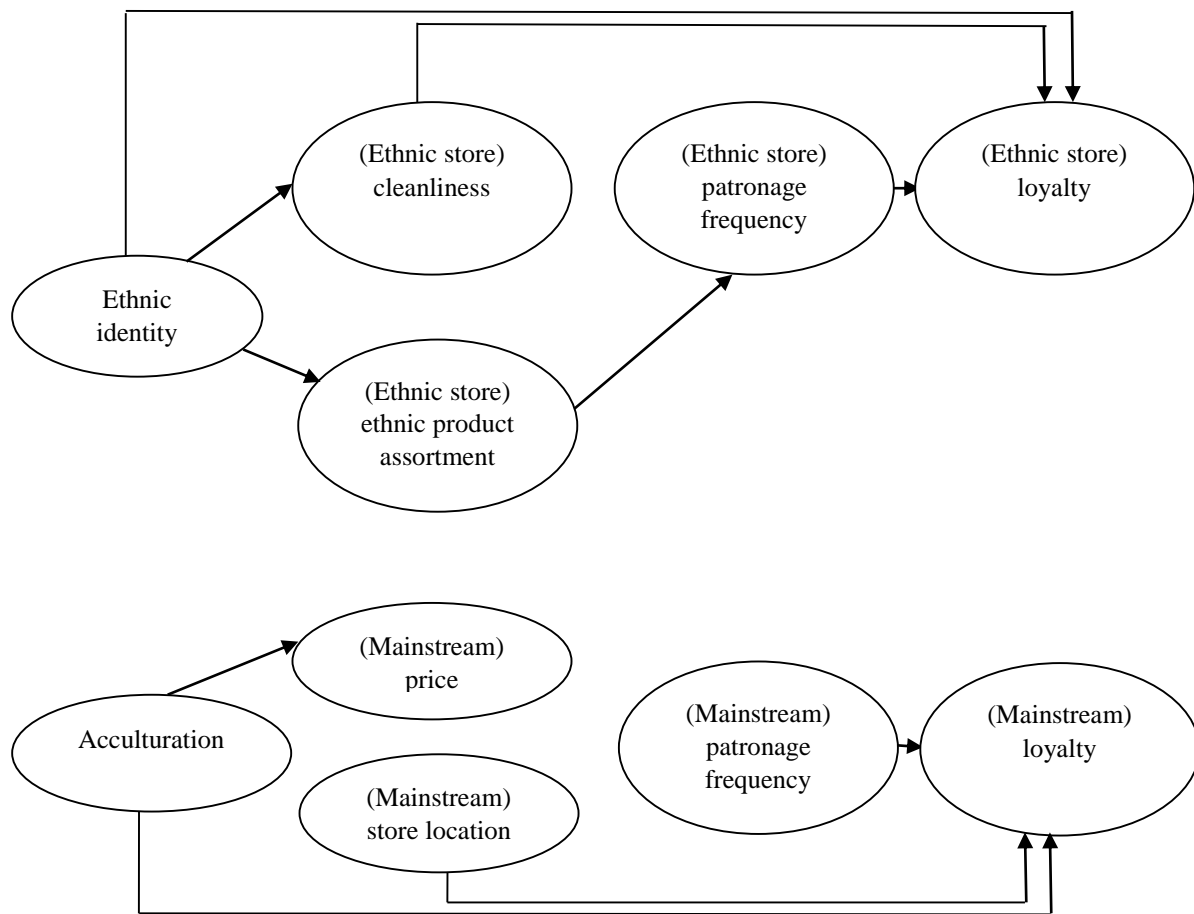 (Ethnic store)
cleanliness
(Ethnic store)
patronage
frequency
(Ethnic store)
loyalty
Ethnic
identity
(Ethnic store)
ethnic product
assortment
(Mainstream)
price
Acculturation
(Mainstream)
patronage
frequency
(Mainstream)
loyalty
(Mainstream)
store location